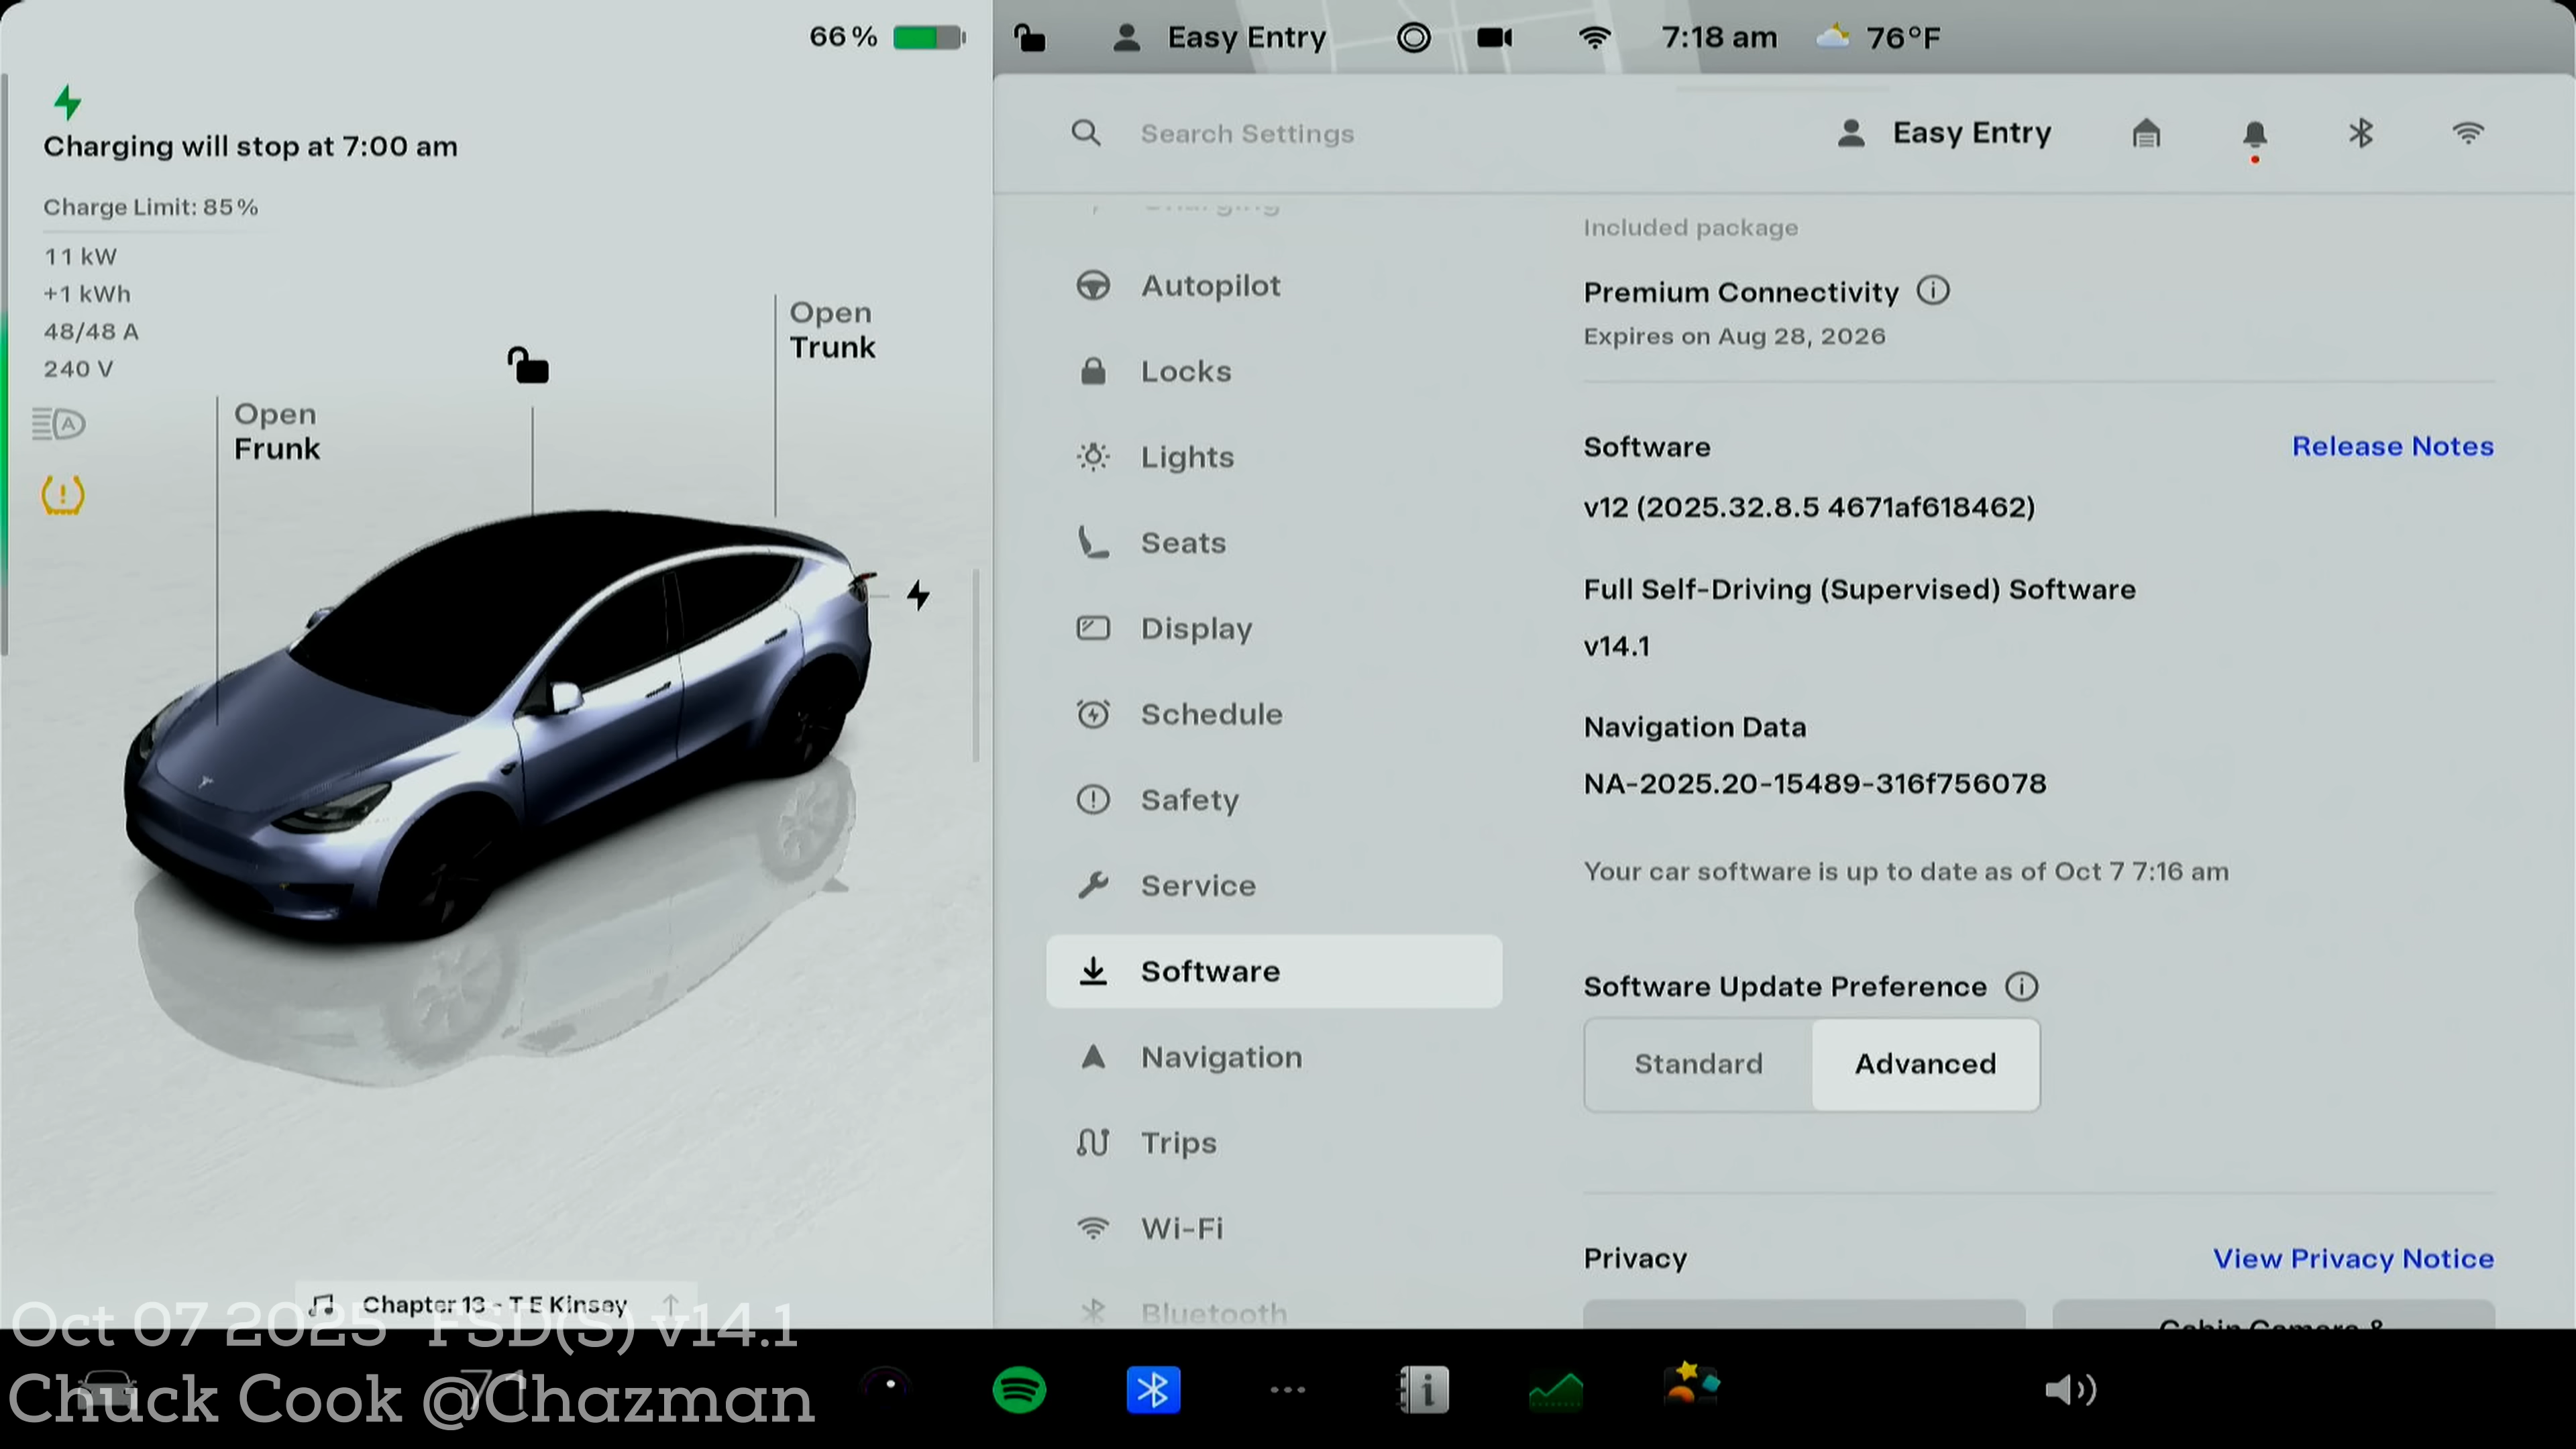 66%
Easy Entry
7:18 am
76°F
Charging will stop at 7:00 am
Charge Limit: 85%
11 kW
+1 kWh
48/48 A
240 V
A
Open
Frunk
Open
Trunk
Chapter 13 - T E Kinsey
Search Settings
Easy Entry
Charging
Autopilot
Locks
Lights
Seats
Display
Schedule
Safety
Service
Software
Navigation
Trips
Wi-Fi
Bluetooth
Included package
Premium Connectivity
Expires on Aug 28, 2026
Software
Release Notes
v12 (2025.32.8.5 4671af618462)
Full Self-Driving (Supervised) Software
v14.1
Navigation Data
NA-2025.20-15489-316f756078
Your car software is up to date as of Oct 7 7:16 am
Software Update Preference
Standard
Advanced
Privacy
View Privacy Notice
Cabin Camera &
71
Oct 07 2025 FSD(S) v14.1
Chuck Cook @Chazman